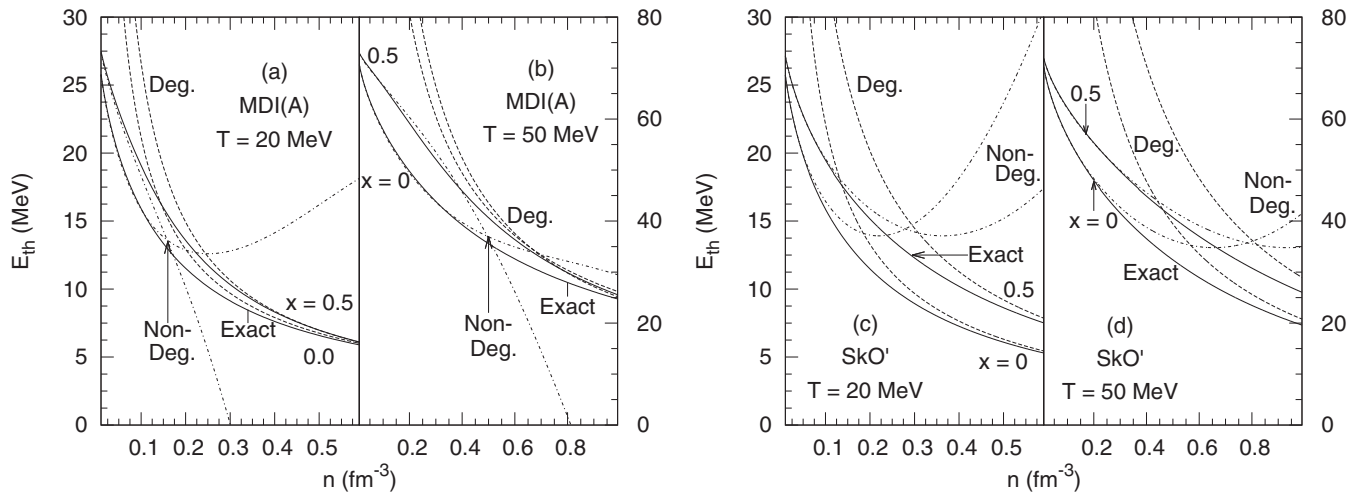 30
25
20
15
10
5
0
E_th (MeV)
Deg.
(a)
MDI(A)
T = 20 MeV
x = 0.5
0.0
Exact
Non-
Deg.
0.1 0.2 0.3 0.4 0.5
0.5
(b)
MDI(A)
T = 50 MeV
x = 0
Deg.
Exact
Non-
Deg.
0.2 0.4 0.6 0.8
80
60
40
20
0
n (fm⁻³)
30
25
20
15
10
5
0
E_th (MeV)
Deg.
Non-
Deg.
Exact
0.5
(c)
SkO'
x = 0
T = 20 MeV
0.1 0.2 0.3 0.4 0.5
0.5
Deg.
Non-
Deg.
x = 0
Exact
(d)
SkO'
T = 50 MeV
0.2 0.4 0.6 0.8
80
60
40
20
0
n (fm⁻³)